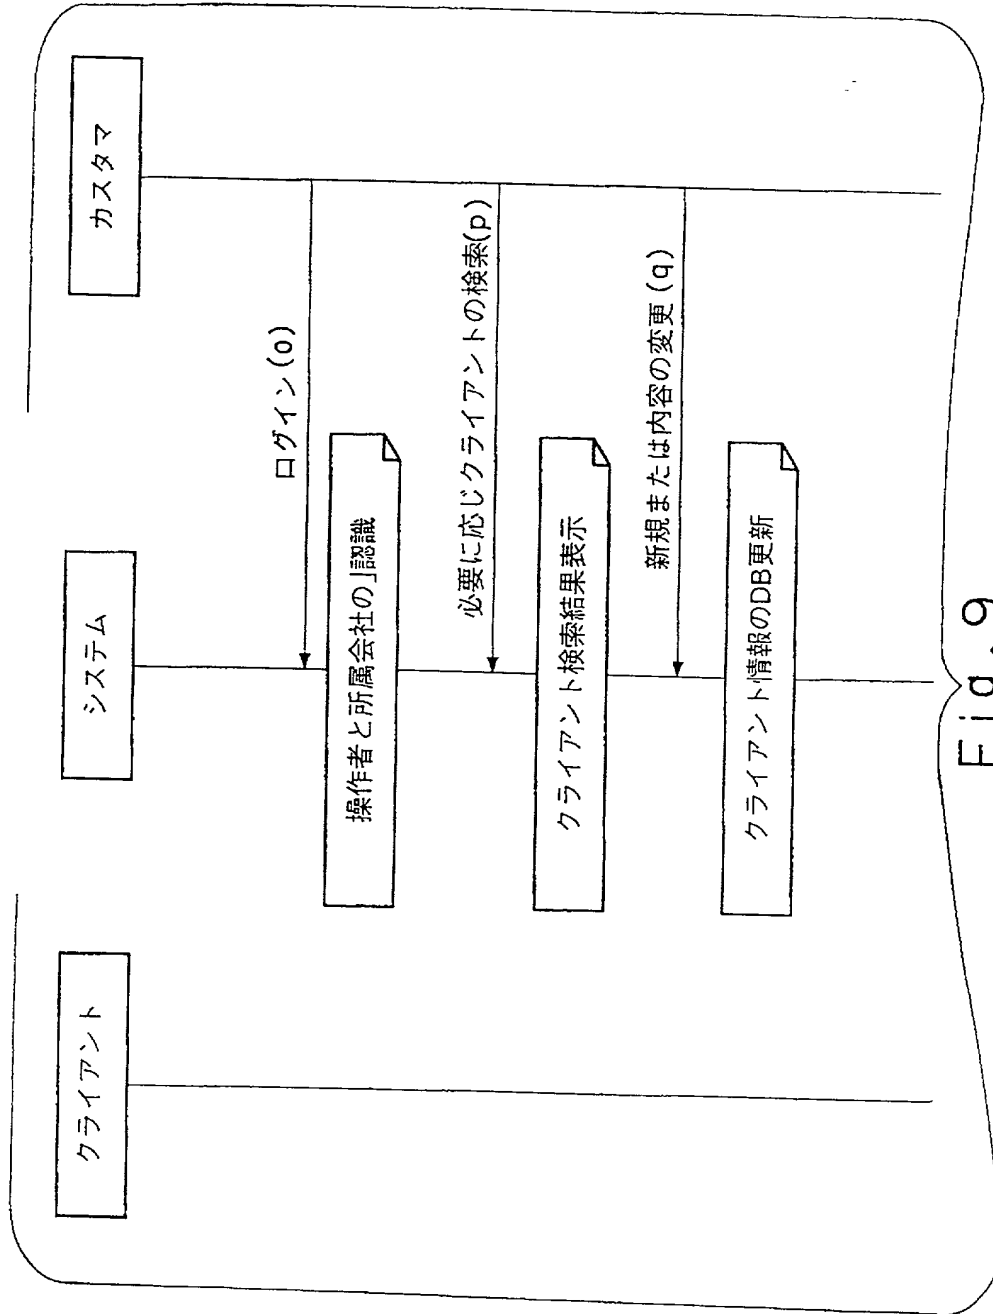 クライアント
システム
カスタマ
ログイン(o)
操作者と所属会社の」認識
必要に応じクライアントの検索(p)
クライアント検索結果表示
新規または内容の変更(q)
クライアント情報のDB更新
Fig. 9